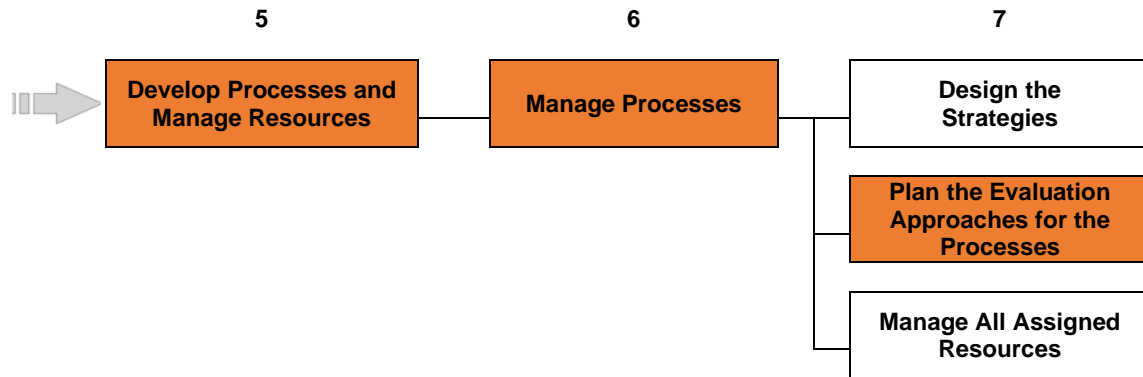 5
6
7
Develop Processes and
Manage Resources
Manage Processes
Design the
Strategies
Plan the Evaluation
Approaches for the
Processes
Manage All Assigned
Resources